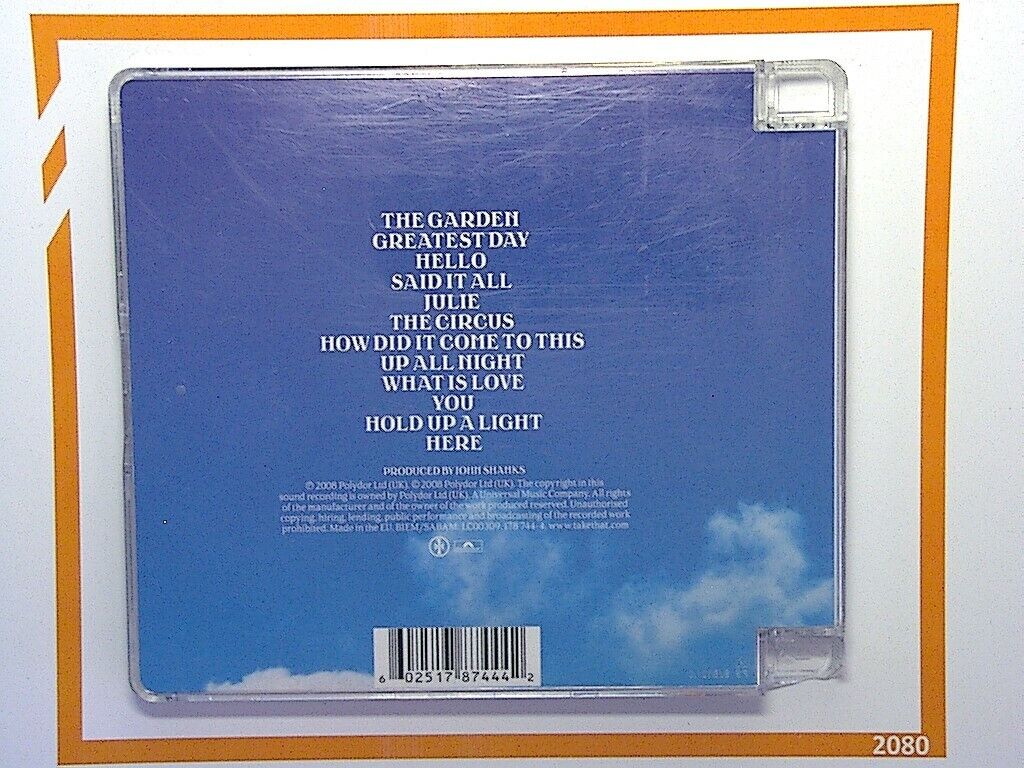 THE GARDEN
GREATEST DAY
HELLO
SAID IT ALL
JULIE
THE CIRCUS
HOW DID IT COME TO THIS
UP ALL NIGHT
WHAT IS LOVE
YOU
HOLD UP A LIGHT
HERE
PRODUCED BY JOHN SHANKS
℗ 2008 Polydor Ltd (UK). © 2008 Polydor Ltd (UK). The copyright in this
sound recording is owned by Polydor Ltd (UK). A Universal Music Company. All rights
of the manufacturer and of the owner of the work produced reserved. Unauthorised
copying, hiring, lending, public performance and broadcasting of the recorded work
prohibited. Made in the EU. BIEM/SABAM. LC00309. 178 744-4. www.takethat.com
6 02517 87444 2
2080